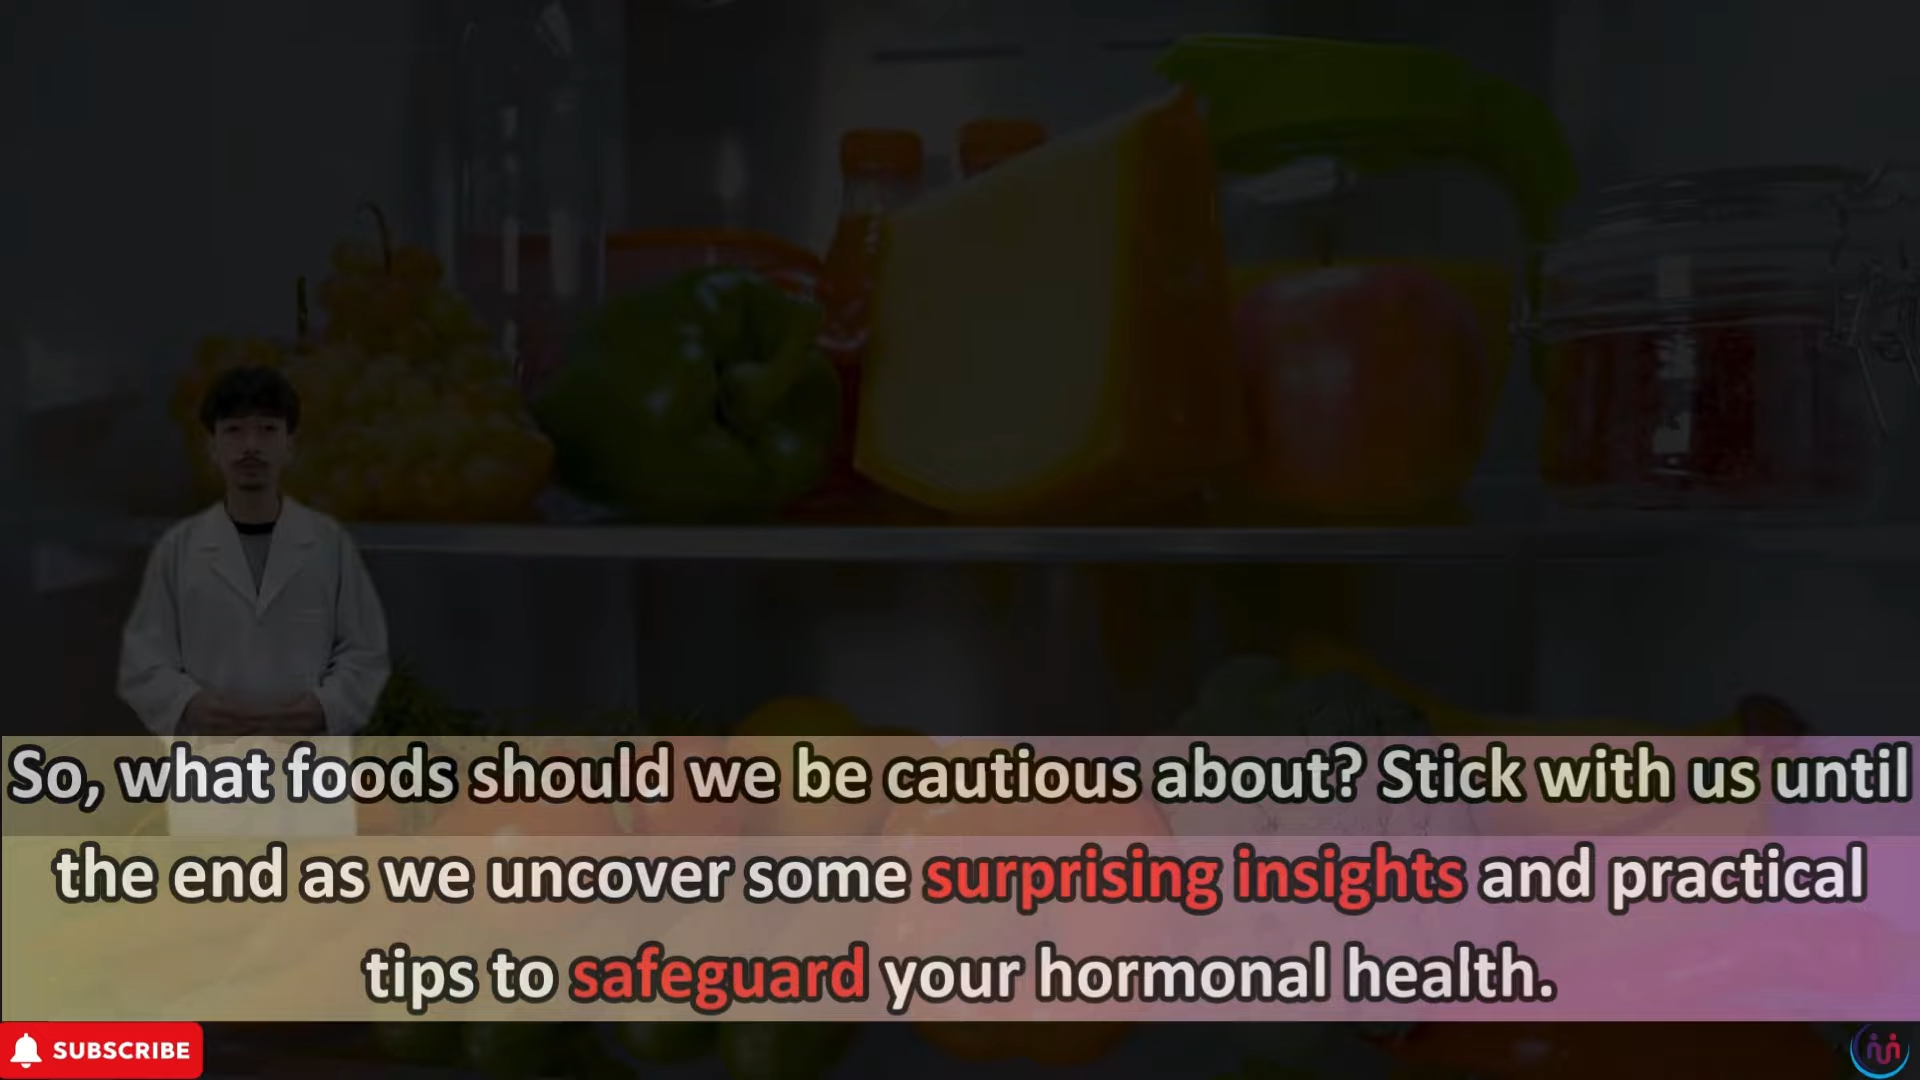 So, what foods should we be cautious about? Stick with us until
the end as we uncover some surprising insights and practical
tips to safeguard your hormonal health.
SUBSCRIBE